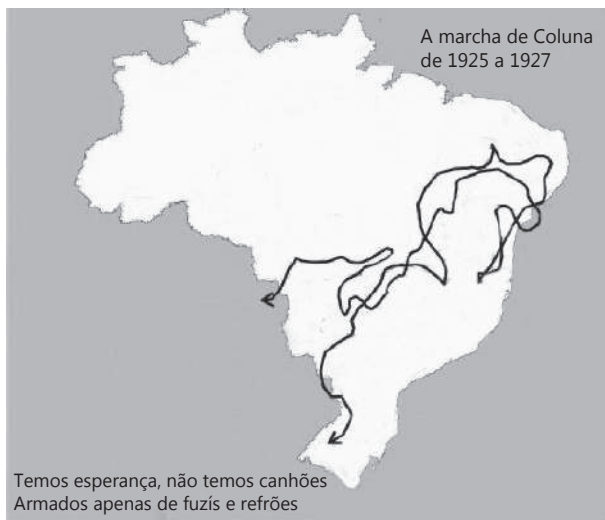 A marcha de Coluna
de 1925 a 1927
Temos esperança, não temos canhões
Armados apenas de fuzís e refrões